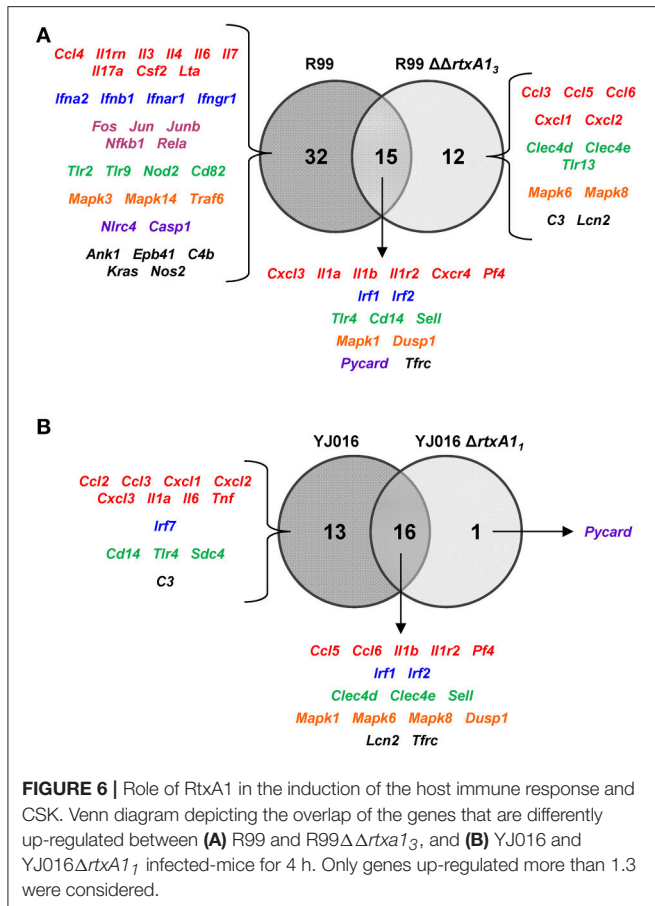 A
R99 R99 ΔΔrtxA1₃
Ccl4 Il1rn Il3 Il4 Il6 Il7
Il17a Csf2 Lta
Ifna2 Ifnb1 Ifnar1 Ifngr1
Fos Jun Junb
Nfkb1 Rela
Tlr2 Tlr9 Nod2 Cd82
Mapk3 Mapk14 Traf6
Nlrc4 Casp1
Ank1 Epb41 C4b
Kras Nos2
32 15 12
Ccl3 Ccl5 Ccl6
Cxcl1 Cxcl2
Clec4d Clec4e
Tlr13
Mapk6 Mapk8
C3 Lcn2
Cxcl3 Il1a Il1b Il1r2 Cxcr4 Pf4
Irf1 Irf2
Tlr4 Cd14 Sell
Mapk1 Dusp1
Pycard Tfrc
B
YJ016 YJ016 ΔrtxA1₁
Ccl2 Ccl3 Cxcl1 Cxcl2
Cxcl3 Il1a Il6 Tnf
Irf7
Cd14 Tlr4 Sdc4
C3
13 16 1
Pycard
Ccl5 Ccl6 Il1b Il1r2 Pf4
Irf1 Irf2
Clec4d Clec4e Sell
Mapk1 Mapk6 Mapk8 Dusp1
Lcn2 Tfrc
FIGURE 6 | Role of RtxA1 in the induction of the host immune response and
CSK. Venn diagram depicting the overlap of the genes that are differently
up-regulated between (A) R99 and R99ΔΔrtxa1₃, and (B) YJ016 and
YJ016ΔrtxA1₁ infected-mice for 4 h. Only genes up-regulated more than 1.3
were considered.